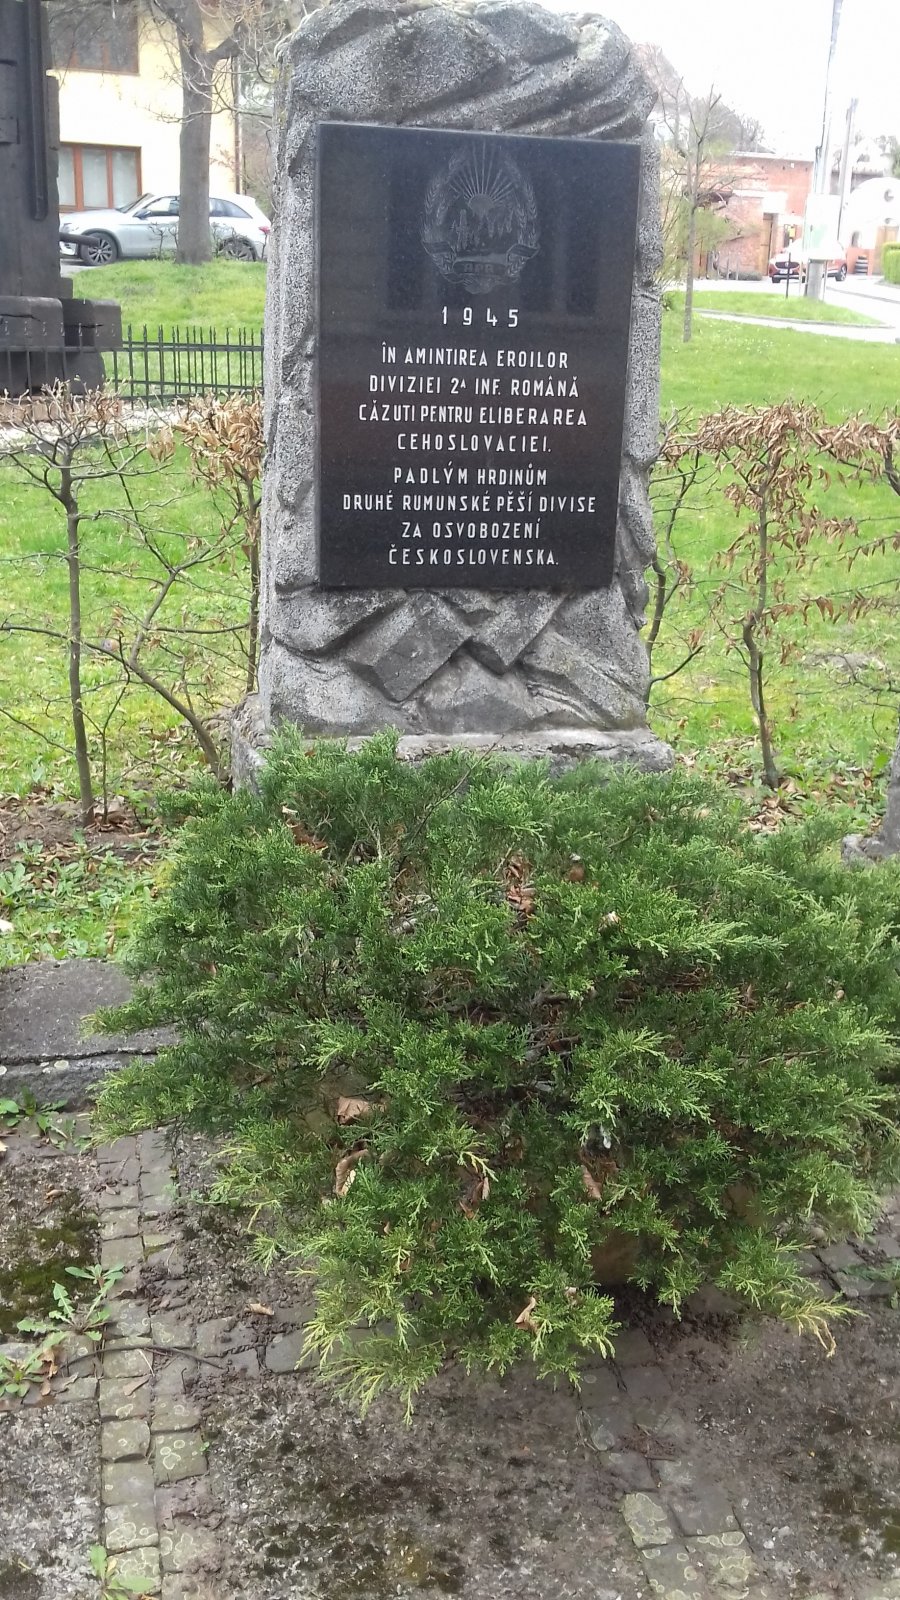 1945
ÎN AMINTIREA EROILOR
DIVIZIEI 2ᴬ INF. ROMÂNĂ
CĂZUTI PENTRU ELIBERAREA
CEHOSLOVACIEI.
PADLÝM HRDINŮM
DRUHÉ RUMUNSKÉ PĚŠÍ DIVISE
ZA OSVOBOZENÍ
ČESKOSLOVENSKA.